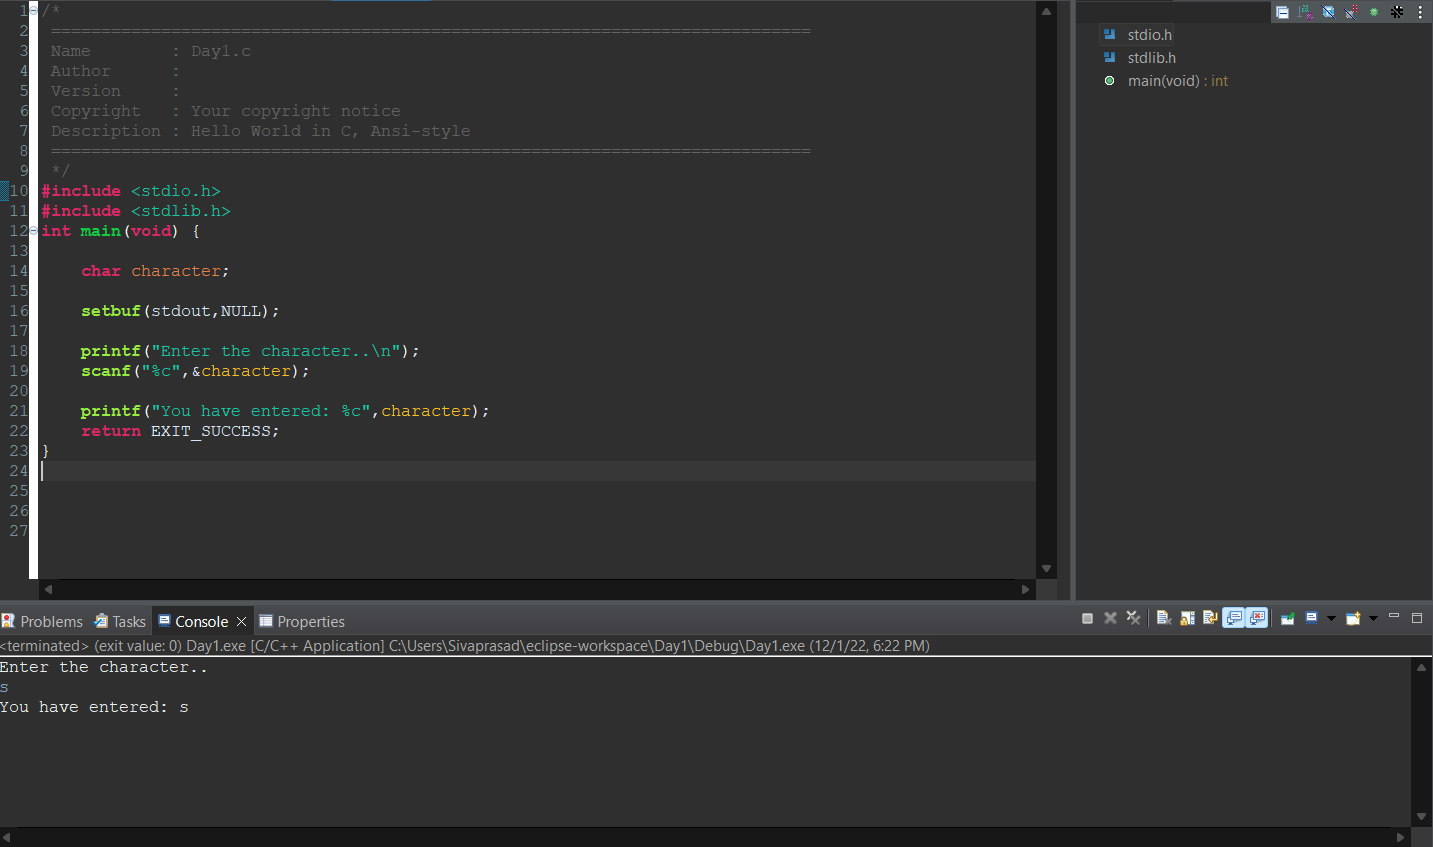 1 /*
2 ============================================================================
3 Name        : Day1.c
4 Author      :
5 Version     :
6 Copyright   : Your copyright notice
7 Description : Hello World in C, Ansi-style
8 ============================================================================
9 */
10 #include <stdio.h>
11 #include <stdlib.h>
12 int main(void) {
13
14     char character;
15
16     setbuf(stdout,NULL);
17
18     printf("Enter the character..\n");
19     scanf("%c",&character);
20
21     printf("You have entered: %c",character);
22     return EXIT_SUCCESS;
23 }
24
25
26
27
stdio.h
stdlib.h
main(void) : int
Problems Tasks Console Properties
<terminated> (exit value: 0) Day1.exe [C/C++ Application] C:\Users\Sivaprasad\eclipse-workspace\Day1\Debug\Day1.exe (12/1/22, 6:22 PM)
Enter the character..
s
You have entered: s